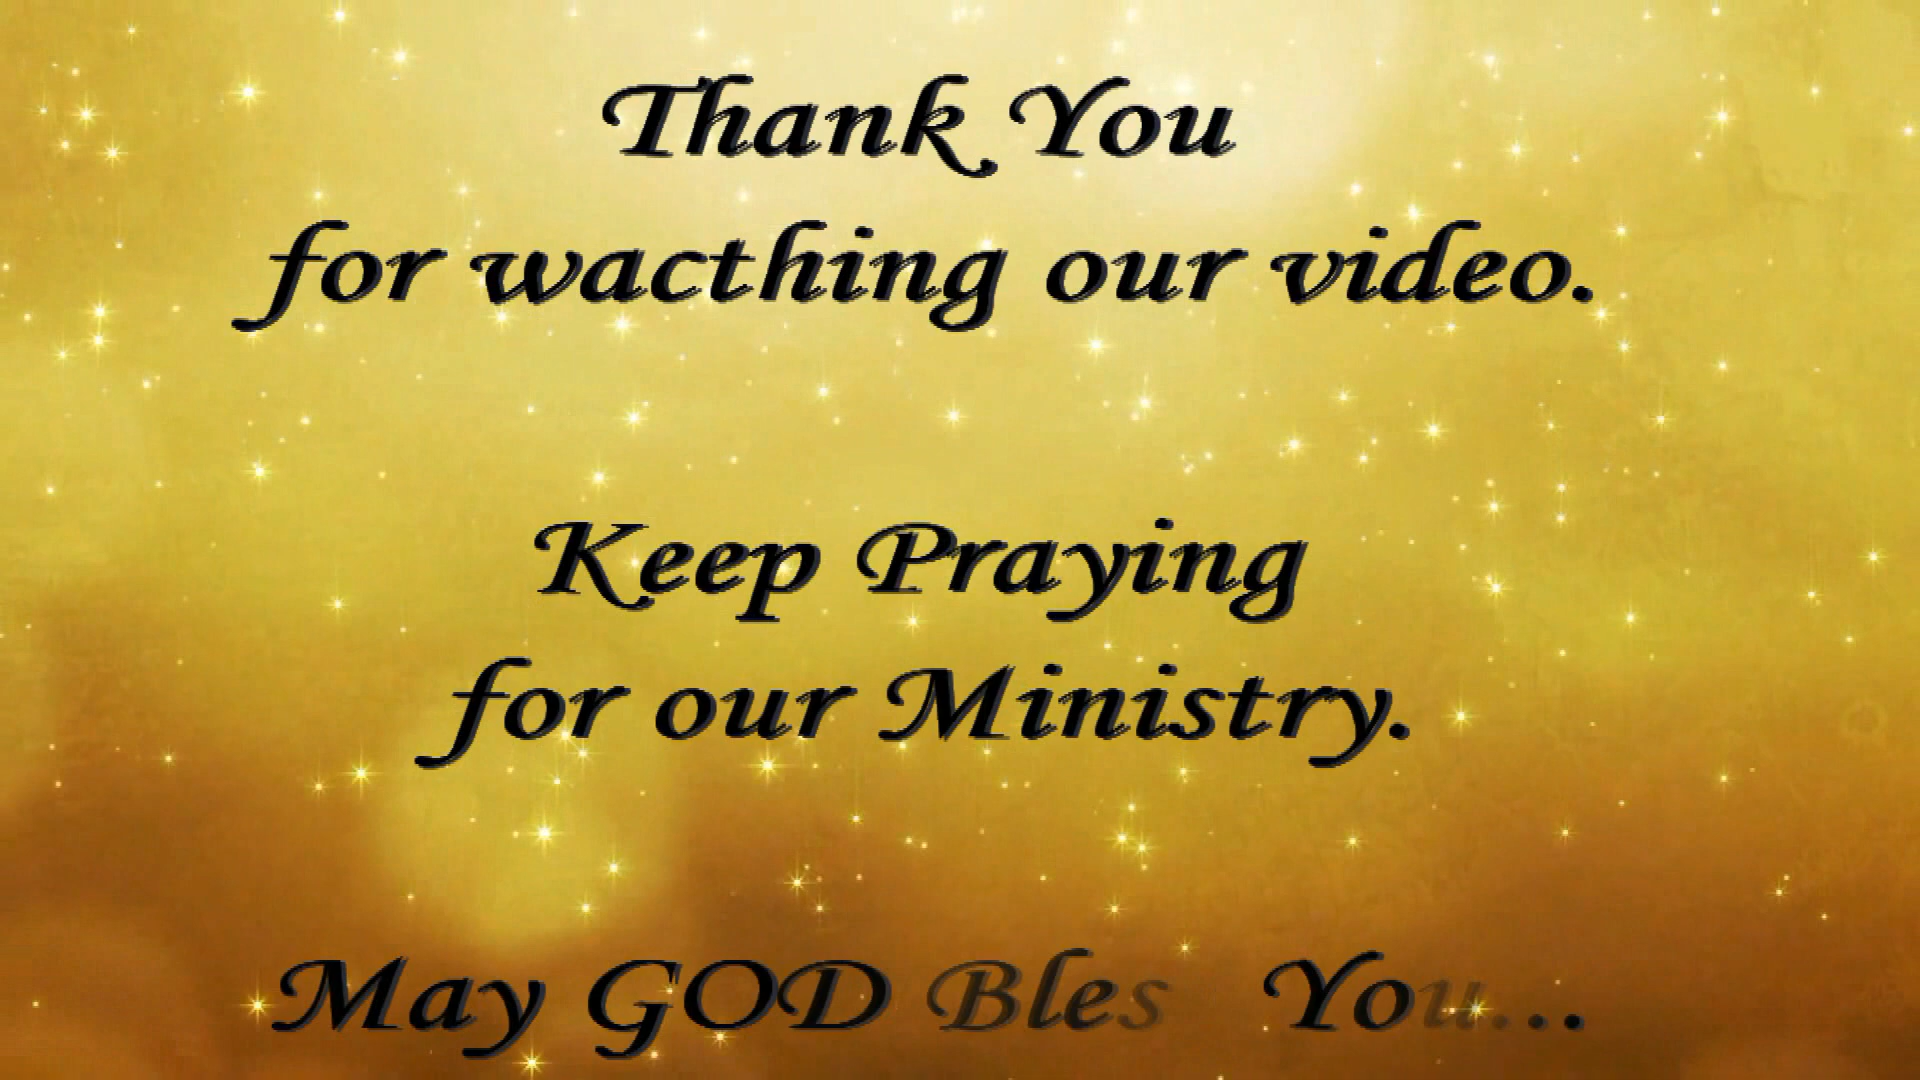 Thank You
for wacthing our video.
Keep Praying
for our Ministry.
May GOD Bles You...